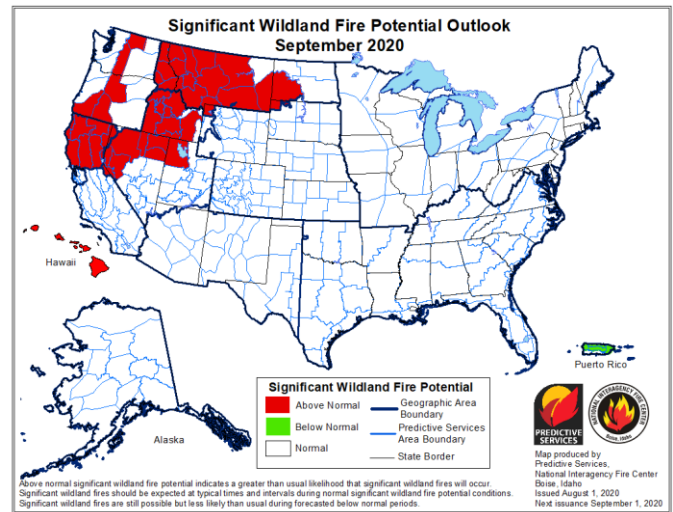 Significant Wildland Fire Potential Outlook
September 2020
Hawaii
Alaska
Puerto Rico
Significant Wildland Fire Potential
Above Normal
Below Normal
Normal
Geographic Area
Boundary
Predictive Services
Area Boundary
State Border
PREDICTIVE
SERVICES
NATIONAL INTERAGENCY FIRE CENTER
Boise, Idaho
Map produced by
Predictive Services,
National Interagency Fire Center
Boise, Idaho
Issued August 1, 2020
Next issuance September 1, 2020
Above normal significant wildland fire potential indicates a greater than usual likelihood that significant wildland fires will occur.
Significant wildland fires should be expected at typical times and intervals during normal significant wildland fire potential conditions.
Significant wildland fires are still possible but less likely than usual during forecasted below normal periods.